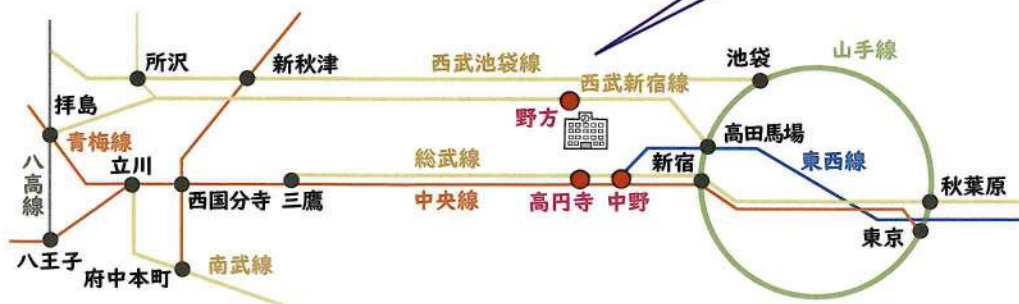 所沢
新秋津
西武池袋線
池袋
山手線
西武新宿線
拝島
野方
高田馬場
青梅線
立川
総武線
新宿
東西線
八高線
西国分寺
三鷹
中央線
高円寺
中野
秋葉原
八王子
東京
府中本町
南武線